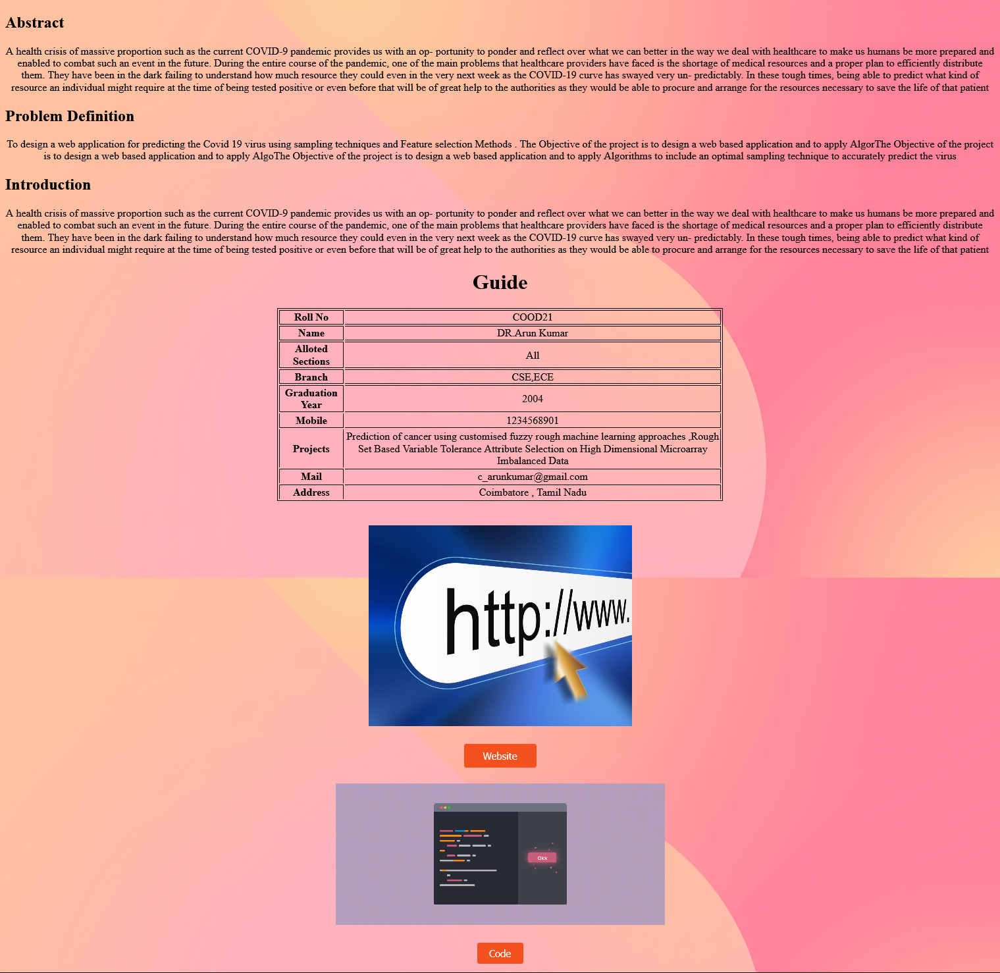 Abstract
A health crisis of massive proportion such as the current COVID-9 pandemic provides us with an op- portunity to ponder and reflect over what we can better in the way we deal with healthcare to make us humans be more prepared and
enabled to combat such an event in the future. During the entire course of the pandemic, one of the main problems that healthcare providers have faced is the shortage of medical resources and a proper plan to efficiently distribute
them. They have been in the dark failing to understand how much resource they could even in the very next week as the COVID-19 curve has swayed very un- predictably. In these tough times, being able to predict what kind of
resource an individual might require at the time of being tested positive or even before that will be of great help to the authorities as they would be able to procure and arrange for the resources necessary to save the life of that patient
Problem Definition
To design a web application for predicting the Covid 19 virus using sampling techniques and Feature selection Methods . The Objective of the project is to design a web based application and to apply AlgorThe Objective of the project
is to design a web based application and to apply AlgoThe Objective of the project is to design a web based application and to apply Algorithms to include an optimal sampling technique to accurately predict the virus
Introduction
A health crisis of massive proportion such as the current COVID-9 pandemic provides us with an op- portunity to ponder and reflect over what we can better in the way we deal with healthcare to make us humans be more prepared and
enabled to combat such an event in the future. During the entire course of the pandemic, one of the main problems that healthcare providers have faced is the shortage of medical resources and a proper plan to efficiently distribute
them. They have been in the dark failing to understand how much resource they could even in the very next week as the COVID-19 curve has swayed very un- predictably. In these tough times, being able to predict what kind of
resource an individual might require at the time of being tested positive or even before that will be of great help to the authorities as they would be able to procure and arrange for the resources necessary to save the life of that patient
Guide
Roll No COOD21
Name DR.Arun Kumar
Alloted
Sections All
Branch CSE,ECE
Graduation
Year 2004
Mobile 1234568901
Projects Prediction of cancer using customised fuzzy rough machine learning approaches ,Rough
Set Based Variable Tolerance Attribute Selection on High Dimensional Microarray
Imbalanced Data
Mail c_arunkumar@gmail.com
Address Coimbatore , Tamil Nadu
http://www.
Website
Click
Code